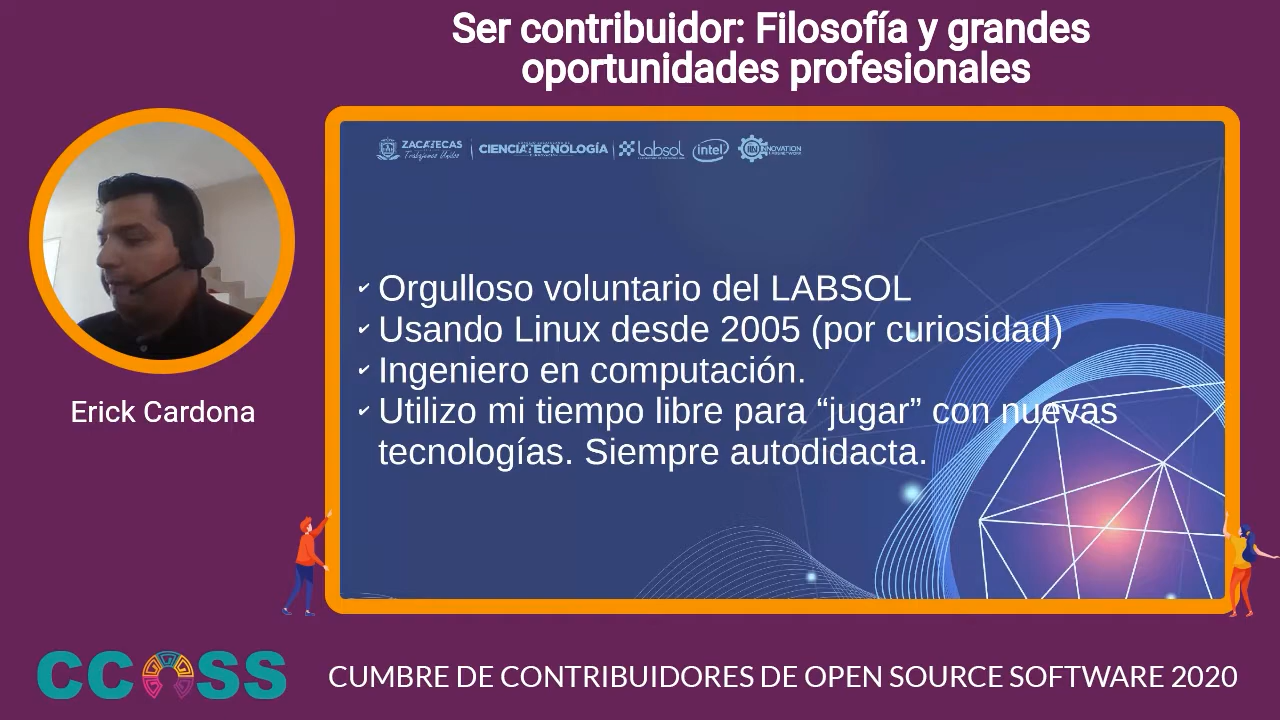 Ser contribuidor: Filosofía y grandes
oportunidades profesionales
ZACATECAS
Trabajemos Unidos
CIENCIA TECNOLOGÍA
Labsol
intel
INNOVATION
Orgulloso voluntario del LABSOL
Usando Linux desde 2005 (por curiosidad)
Ingeniero en computación.
Utilizo mi tiempo libre para “jugar” con nuevas
tecnologías. Siempre autodidacta.
Erick Cardona
CCOSS
CUMBRE DE CONTRIBUIDORES DE OPEN SOURCE SOFTWARE 2020